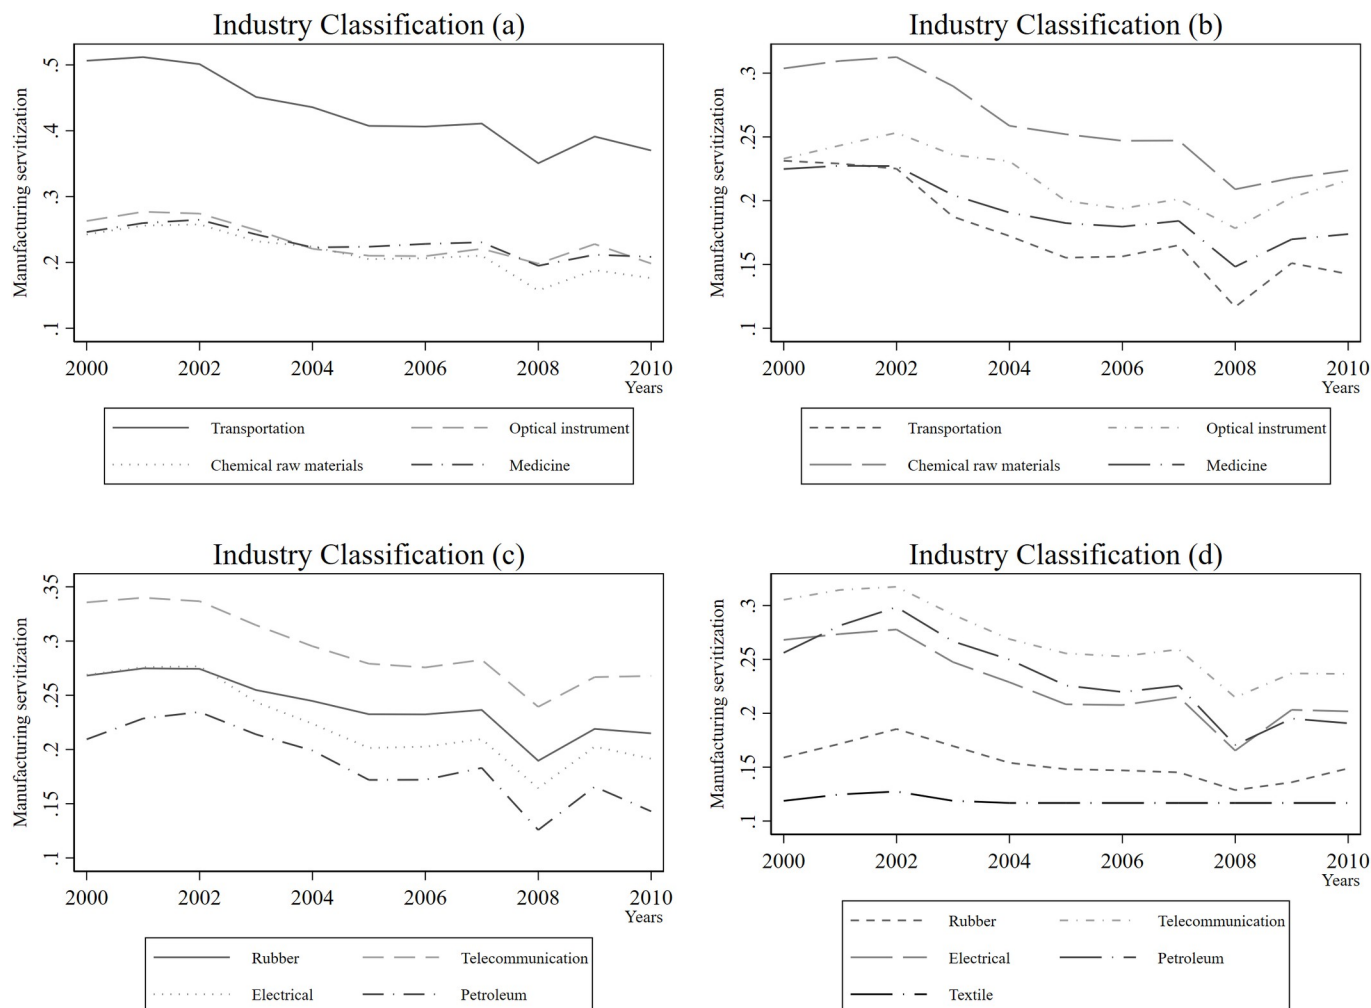 Industry Classification (a)
Manufacturing servitization
.5
.4
.3
.2
.1
2000 2002 2004 2006 2008 2010
Years
Transportation Optical instrument
Chemical raw materials Medicine
Industry Classification (b)
Manufacturing servitization
.3
.25
.2
.15
.1
2000 2002 2004 2006 2008 2010
Years
Transportation Optical instrument
Chemical raw materials Medicine
Industry Classification (c)
Manufacturing servitization
.35
.3
.25
.2
.15
.1
2000 2002 2004 2006 2008 2010
Years
Rubber Telecommunication
Electrical Petroleum
Industry Classification (d)
Manufacturing servitization
.3
.25
.2
.15
.1
2000 2002 2004 2006 2008 2010
Years
Rubber Telecommunication
Electrical Petroleum
Textile